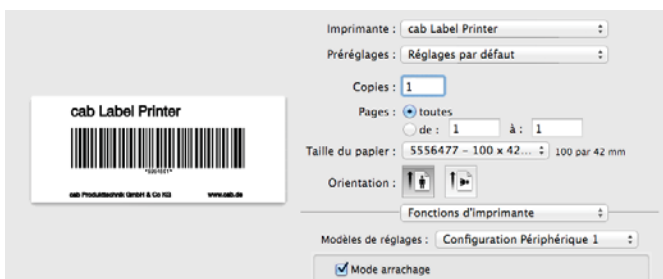 cab Label Printer
cab Produkttechnik GmbH & Co KG www.cab.de
Imprimante : cab Label Printer
Préréglages : Réglages par défaut
Copies : 1
Pages : toutes
de : 1 à : 1
Taille du papier : 5556477 – 100 x 42... 100 par 42 mm
Orientation :
Fonctions d'imprimante
Modèles de réglages : Configuration Périphérique 1
Mode arrachage